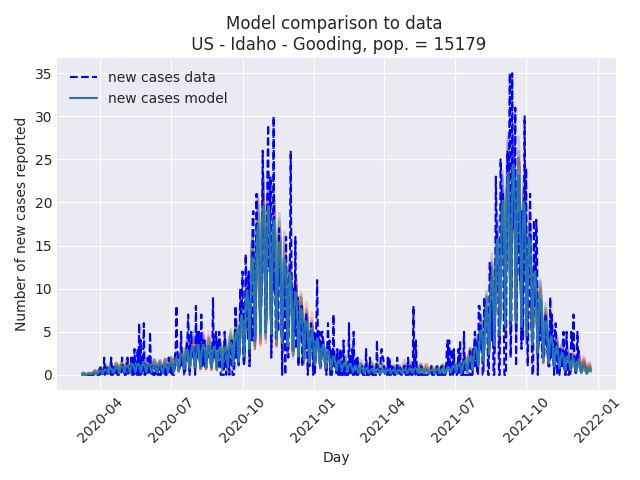 Model comparison to data
US - Idaho - Gooding, pop. = 15179
new cases data
new cases model
Number of new cases reported
35
30
25
20
15
10
5
0
2020-04
2020-07
2020-10
2021-01
2021-04
2021-07
2021-10
2022-01
Day